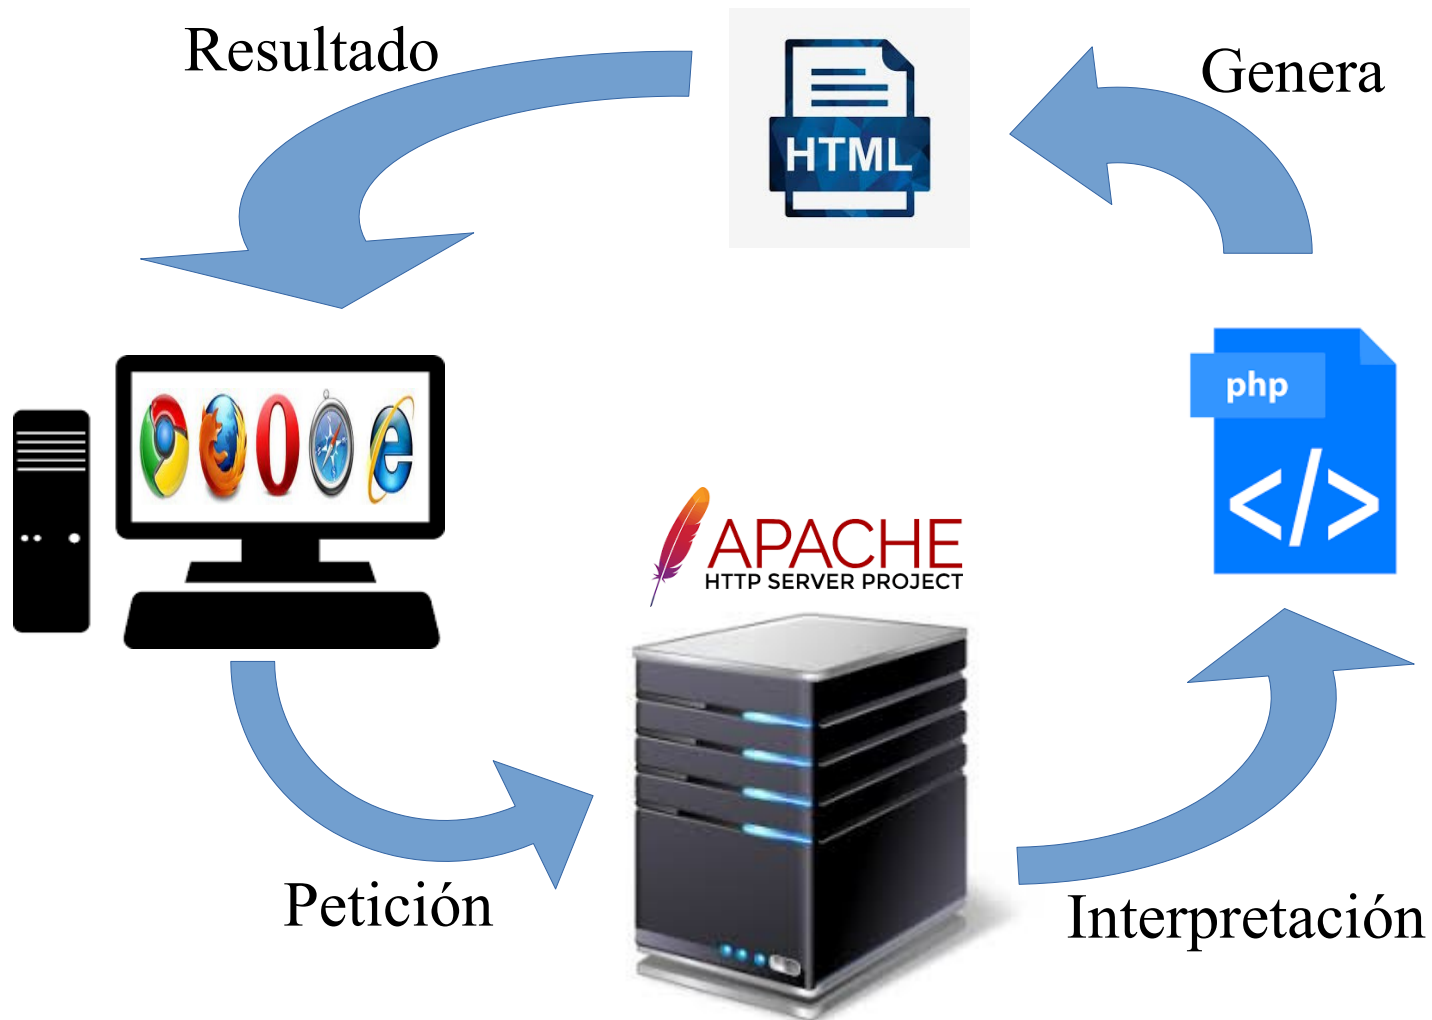 Resultado
Genera
HTML
php
</>
APACHE
HTTP SERVER PROJECT
Petición
Interpretación